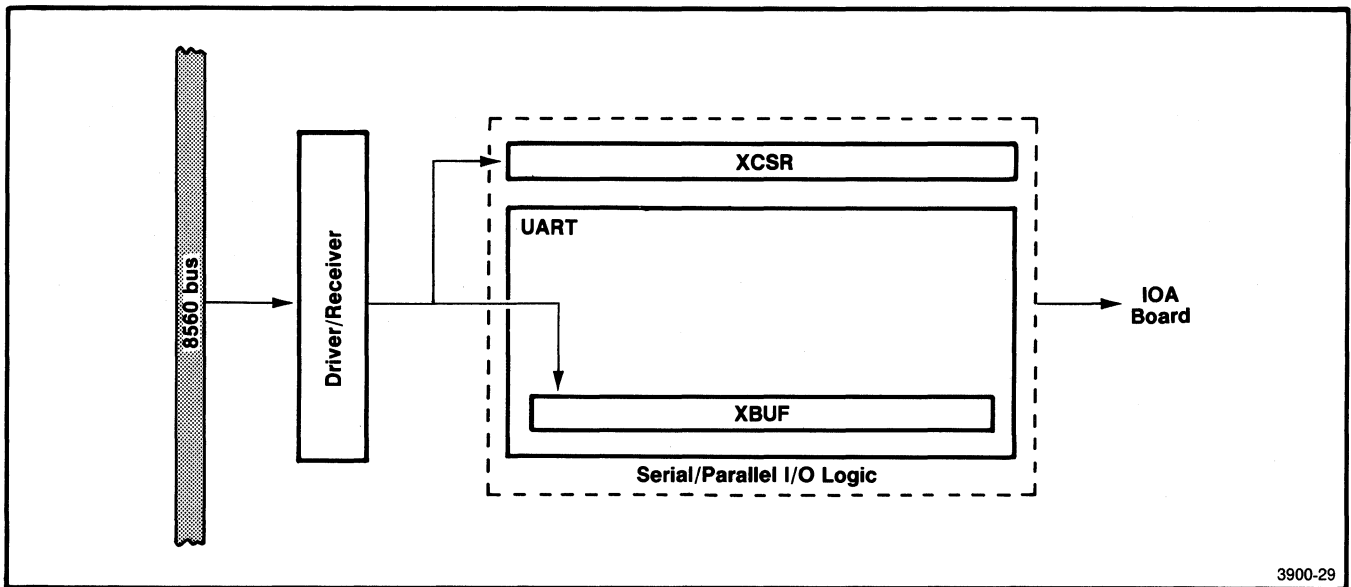 8560 bus
Driver/Receiver
XCSR
UART
XBUF
Serial/Parallel I/O Logic
IOA
Board
3900-29